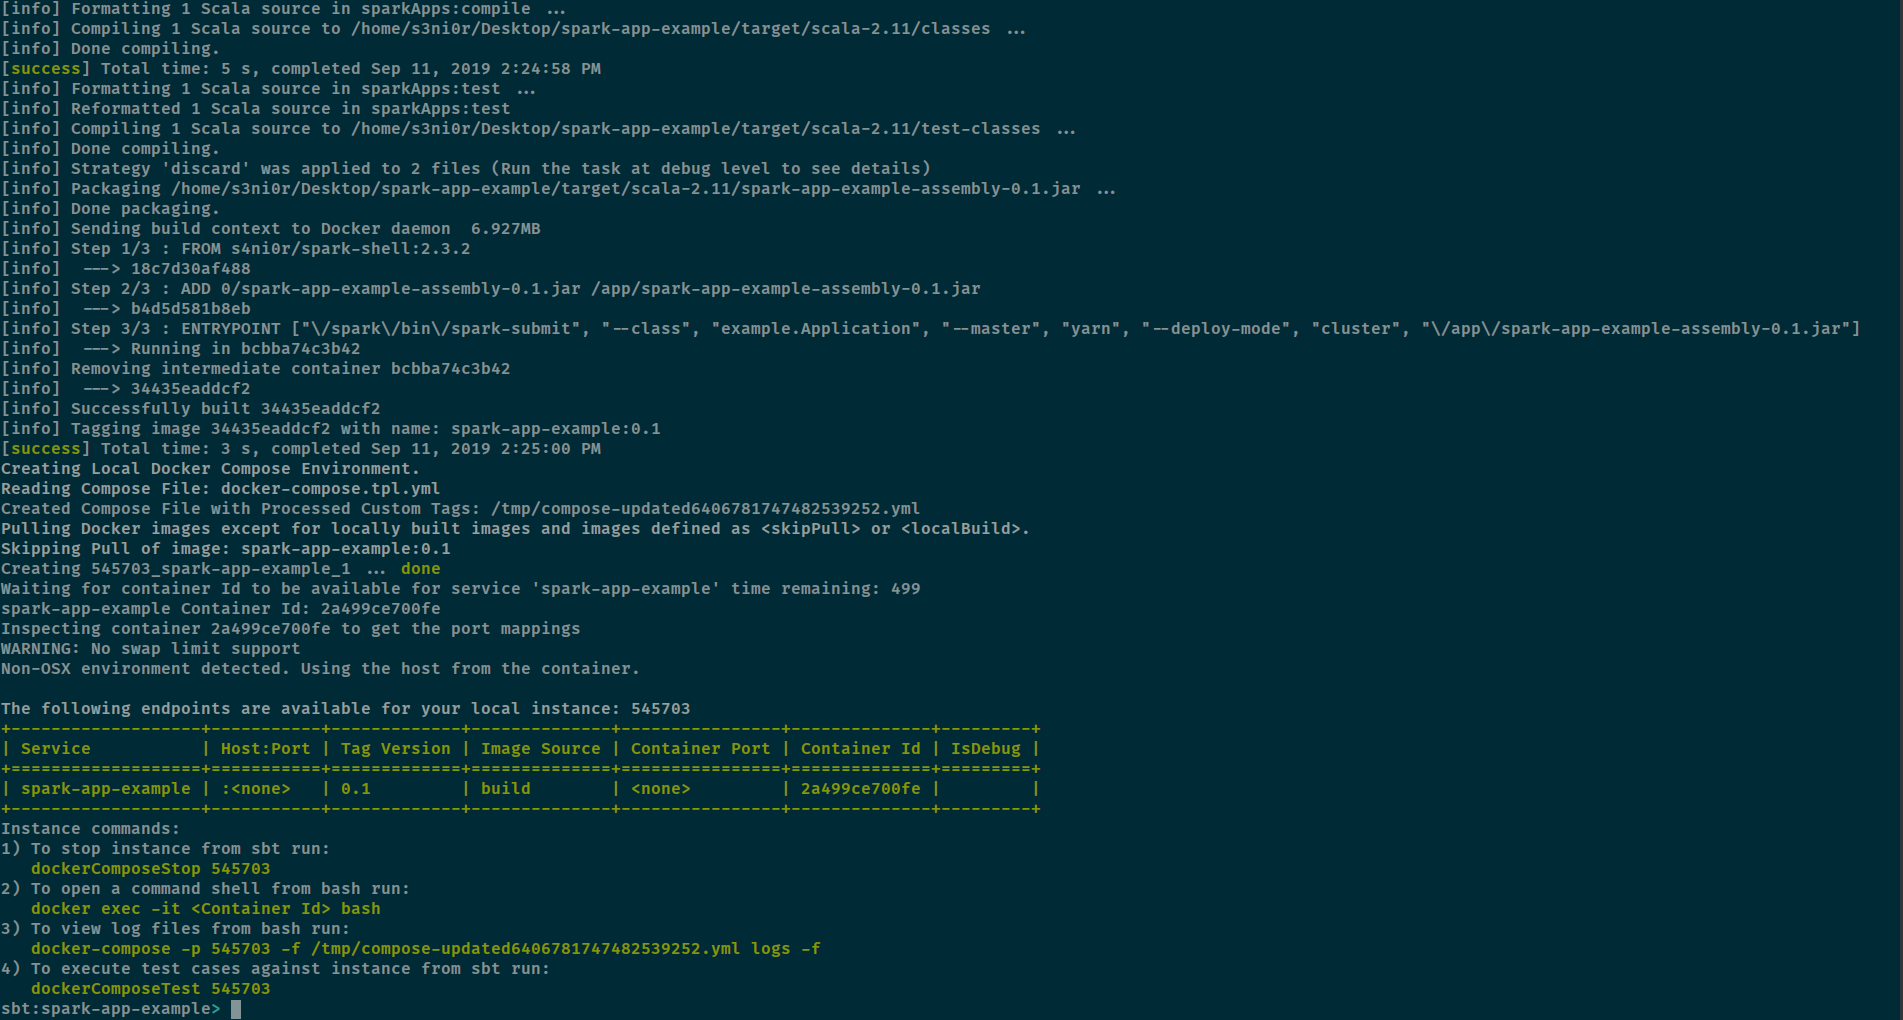 [info] Formatting 1 Scala source in sparkApps:compile ...
[info] Compiling 1 Scala source to /home/s3ni0r/Desktop/spark-app-example/target/scala-2.11/classes ...
[info] Done compiling.
[success] Total time: 5 s, completed Sep 11, 2019 2:24:58 PM
[info] Formatting 1 Scala source in sparkApps:test ...
[info] Reformatted 1 Scala source in sparkApps:test
[info] Compiling 1 Scala source to /home/s3ni0r/Desktop/spark-app-example/target/scala-2.11/test-classes ...
[info] Done compiling.
[info] Strategy 'discard' was applied to 2 files (Run the task at debug level to see details)
[info] Packaging /home/s3ni0r/Desktop/spark-app-example/target/scala-2.11/spark-app-example-assembly-0.1.jar ...
[info] Done packaging.
[info] Sending build context to Docker daemon  6.927MB
[info] Step 1/3 : FROM s4ni0r/spark-shell:2.3.2
[info]  ---> 18c7d30af488
[info] Step 2/3 : ADD 0/spark-app-example-assembly-0.1.jar /app/spark-app-example-assembly-0.1.jar
[info]  ---> b4d5d581b8eb
[info] Step 3/3 : ENTRYPOINT ["\/spark\/bin\/spark-submit", "--class", "example.Application", "--master", "yarn", "--deploy-mode", "cluster", "\/app\/spark-app-example-assembly-0.1.jar"]
[info]  ---> Running in bcbba74c3b42
[info] Removing intermediate container bcbba74c3b42
[info]  ---> 34435eaddcf2
[info] Successfully built 34435eaddcf2
[info] Tagging image 34435eaddcf2 with name: spark-app-example:0.1
[success] Total time: 3 s, completed Sep 11, 2019 2:25:00 PM
Creating Local Docker Compose Environment.
Reading Compose File: docker-compose.tpl.yml
Created Compose File with Processed Custom Tags: /tmp/compose-updated6406781747482539252.yml
Pulling Docker images except for locally built images and images defined as <skipPull> or <localBuild>.
Skipping Pull of image: spark-app-example:0.1
Creating 545703_spark-app-example_1 ... done
Waiting for container Id to be available for service 'spark-app-example' time remaining: 499
spark-app-example Container Id: 2a499ce700fe
Inspecting container 2a499ce700fe to get the port mappings
WARNING: No swap limit support
Non-OSX environment detected. Using the host from the container.
The following endpoints are available for your local instance: 545703
+-------------------+-----------+-------------+--------------+----------------+--------------+---------+
| Service           | Host:Port | Tag Version | Image Source | Container Port | Container Id | IsDebug |
+===================+===========+=============+==============+================+==============+=========+
| spark-app-example | :<none>   | 0.1         | build        | <none>         | 2a499ce700fe |         |
+-------------------+-----------+-------------+--------------+----------------+--------------+---------+
Instance commands:
1) To stop instance from sbt run:
   dockerComposeStop 545703
2) To open a command shell from bash run:
   docker exec -it <Container Id> bash
3) To view log files from bash run:
   docker-compose -p 545703 -f /tmp/compose-updated6406781747482539252.yml logs -f
4) To execute test cases against instance from sbt run:
   dockerComposeTest 545703
sbt:spark-app-example>